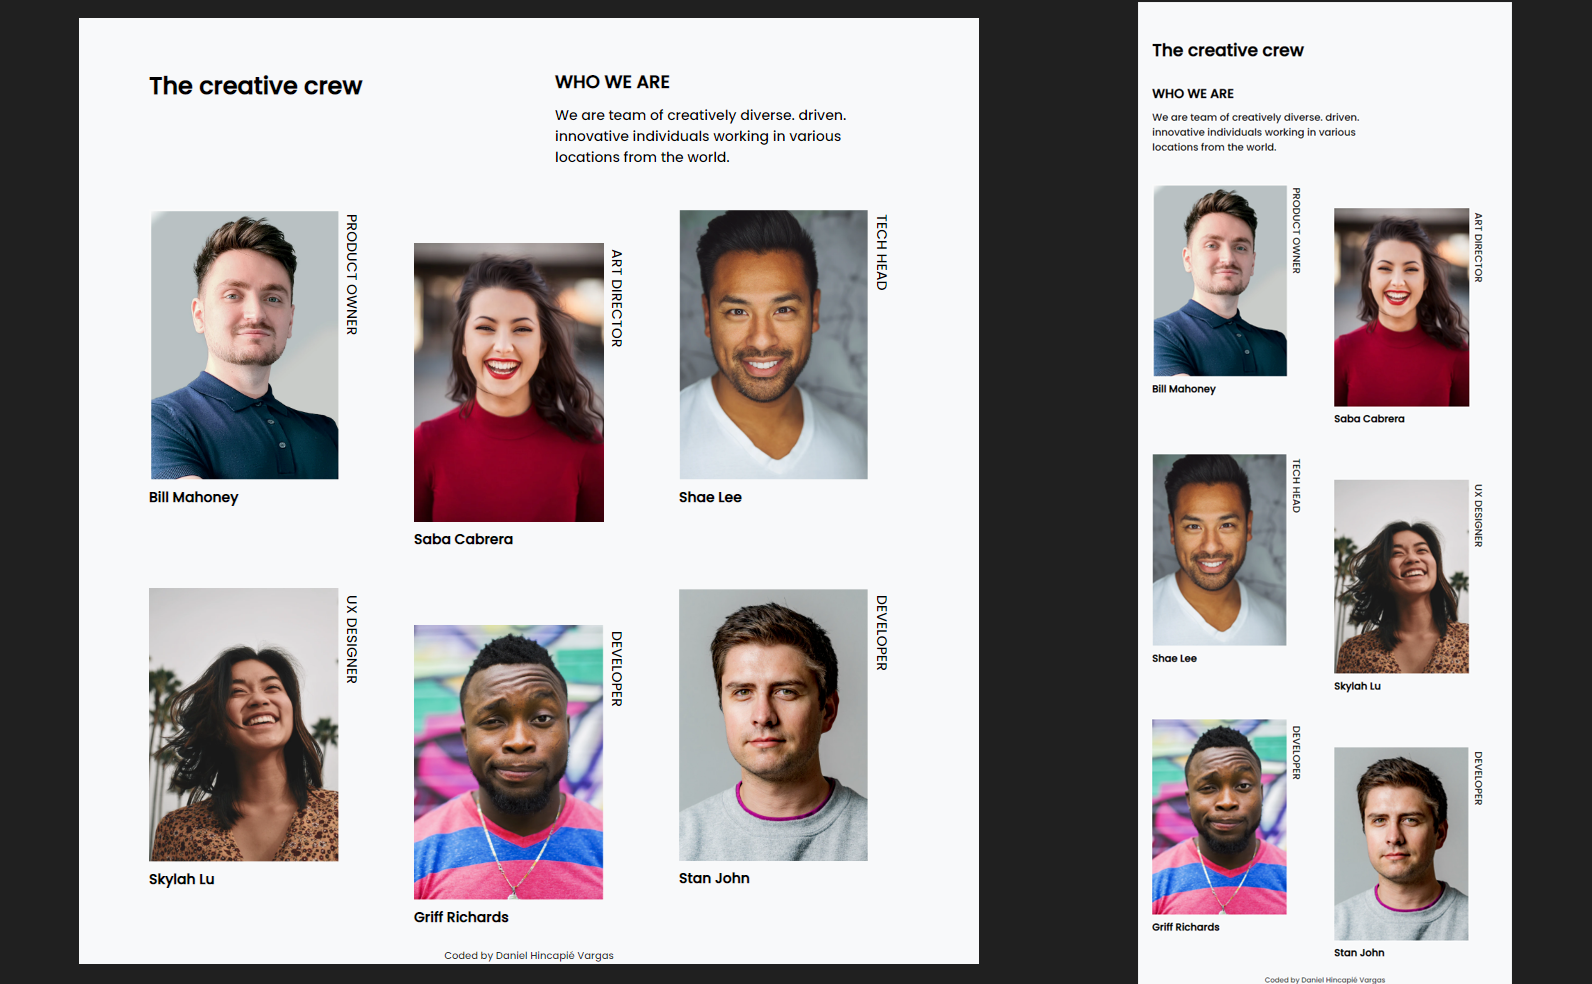 The creative crew
WHO WE ARE
We are team of creatively diverse. driven.
innovative individuals working in various
locations from the world.
PRODUCT OWNER
Bill Mahoney
ART DIRECTOR
Saba Cabrera
TECH HEAD
Shae Lee
UX DESIGNER
Skylah Lu
DEVELOPER
Griff Richards
DEVELOPER
Stan John
Coded by Daniel Hincapié Vargas
The creative crew
WHO WE ARE
We are team of creatively diverse. driven.
innovative individuals working in various
locations from the world.
PRODUCT OWNER
Bill Mahoney
ART DIRECTOR
Saba Cabrera
TECH HEAD
Shae Lee
UX DESIGNER
Skylah Lu
DEVELOPER
Griff Richards
DEVELOPER
Stan John
Coded by Daniel Hincapié Vargas